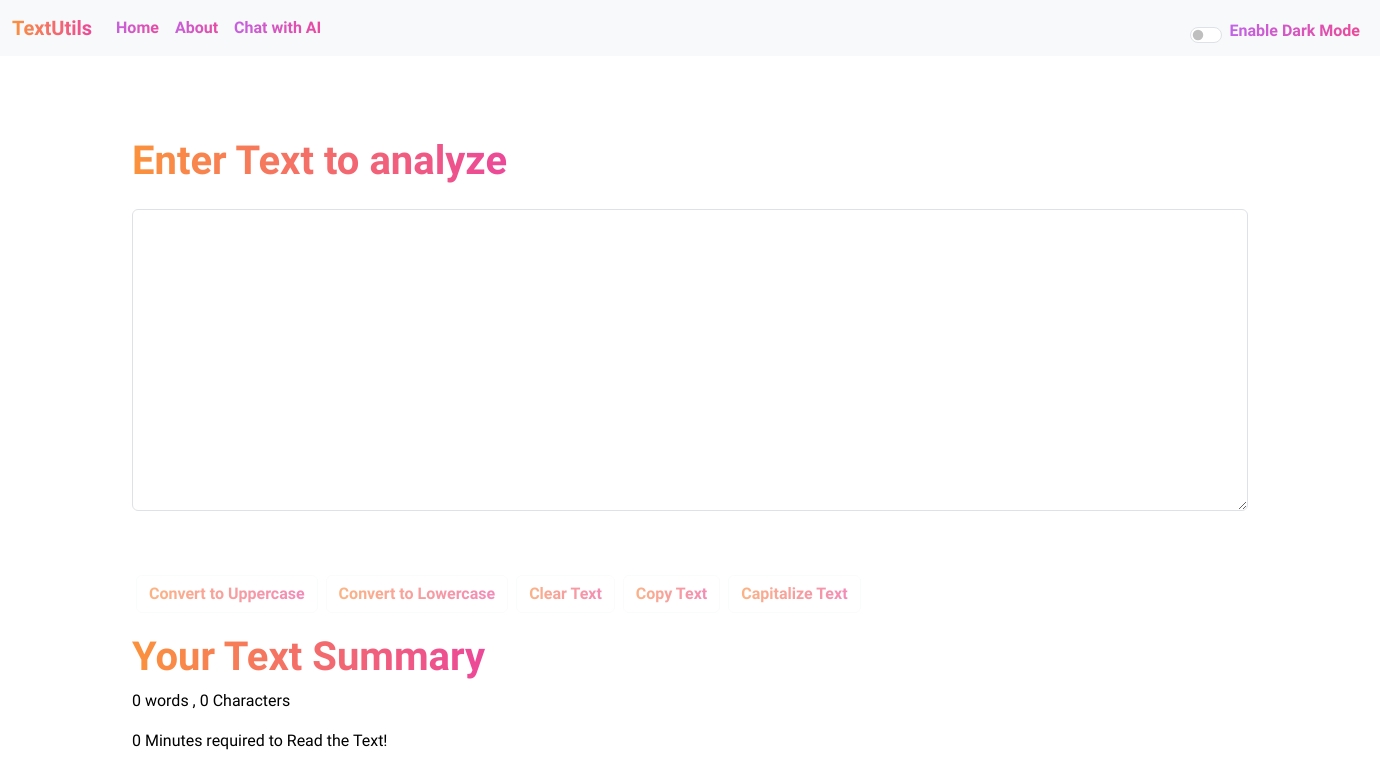 TextUtils Home About Chat with AI Enable Dark Mode
Enter Text to analyze
Convert to Uppercase Convert to Lowercase Clear Text Copy Text Capitalize Text
Your Text Summary
0 words , 0 Characters
0 Minutes required to Read the Text!